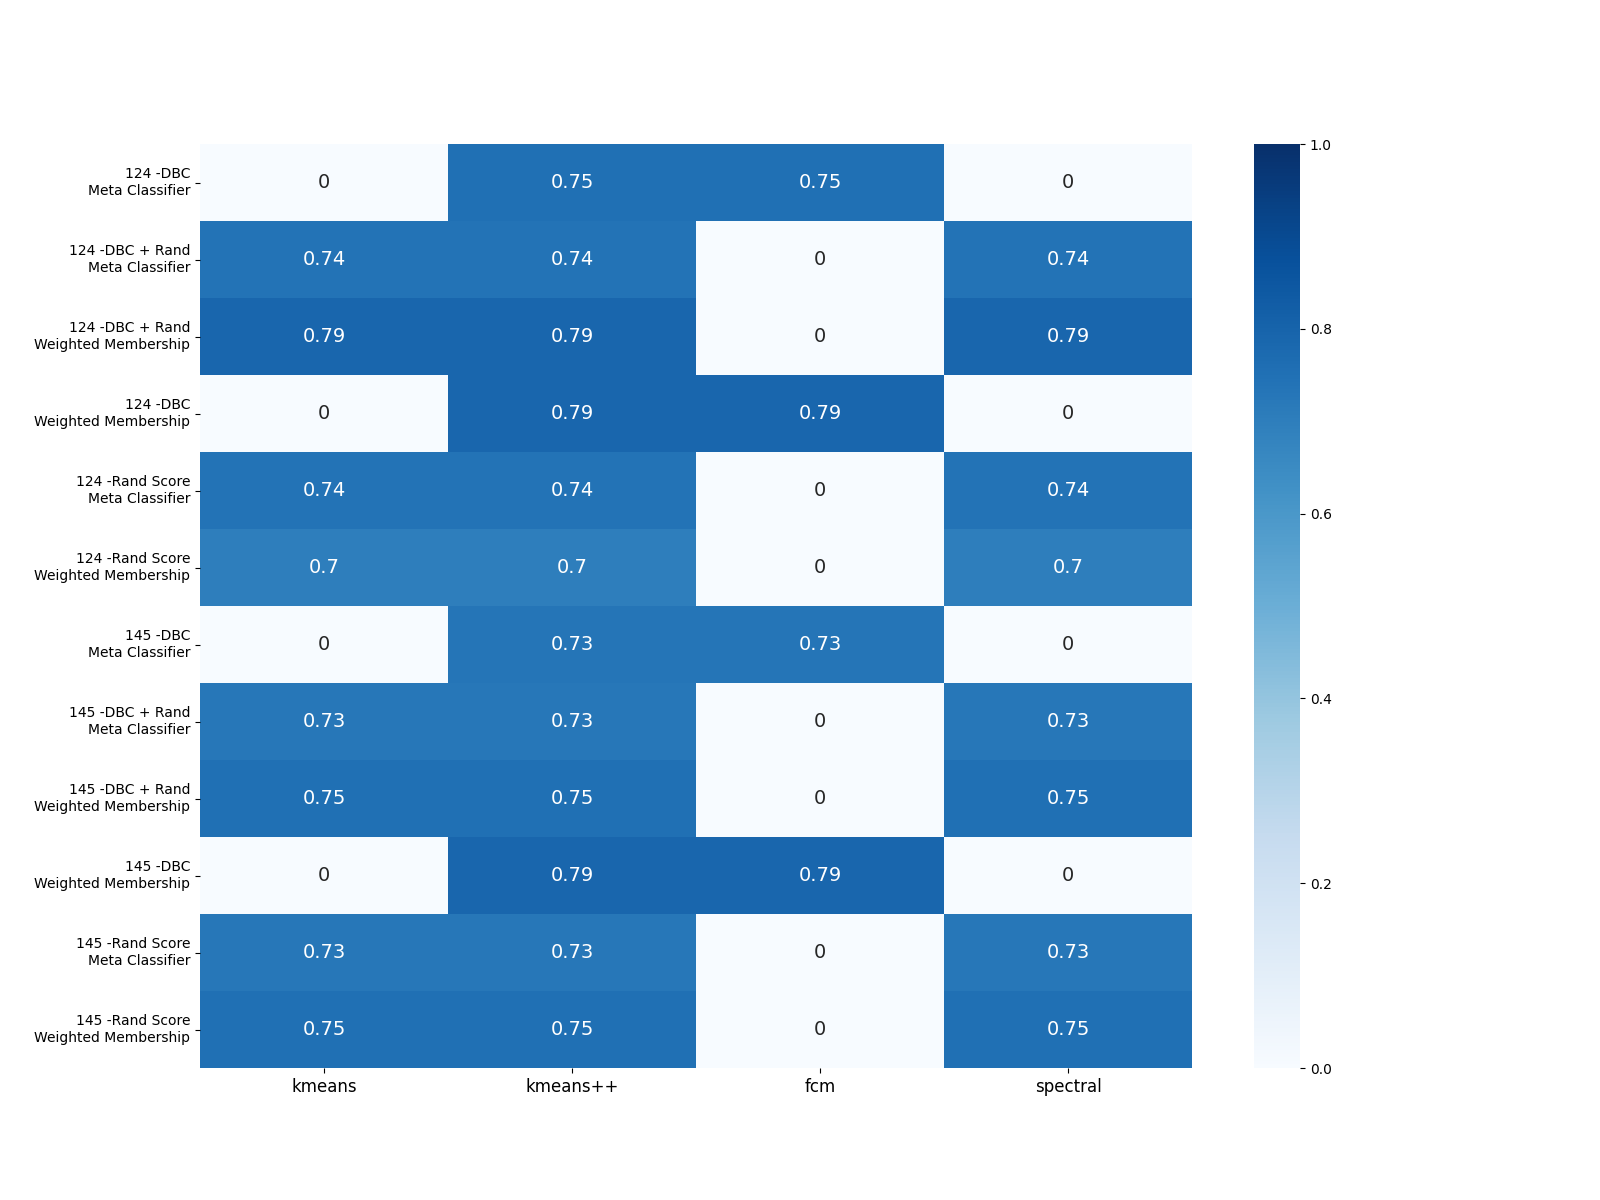 124 -DBC
Meta Classifier
0 0.75 0.75 0
124 -DBC + Rand
Meta Classifier
0.74 0.74 0 0.74
124 -DBC + Rand
Weighted Membership
0.79 0.79 0 0.79
124 -DBC
Weighted Membership
0 0.79 0.79 0
124 -Rand Score
Meta Classifier
0.74 0.74 0 0.74
124 -Rand Score
Weighted Membership
0.7 0.7 0 0.7
145 -DBC
Meta Classifier
0 0.73 0.73 0
145 -DBC + Rand
Meta Classifier
0.73 0.73 0 0.73
145 -DBC + Rand
Weighted Membership
0.75 0.75 0 0.75
145 -DBC
Weighted Membership
0 0.79 0.79 0
145 -Rand Score
Meta Classifier
0.73 0.73 0 0.73
145 -Rand Score
Weighted Membership
0.75 0.75 0 0.75
kmeans kmeans++ fcm spectral
1.0
0.8
0.6
0.4
0.2
0.0